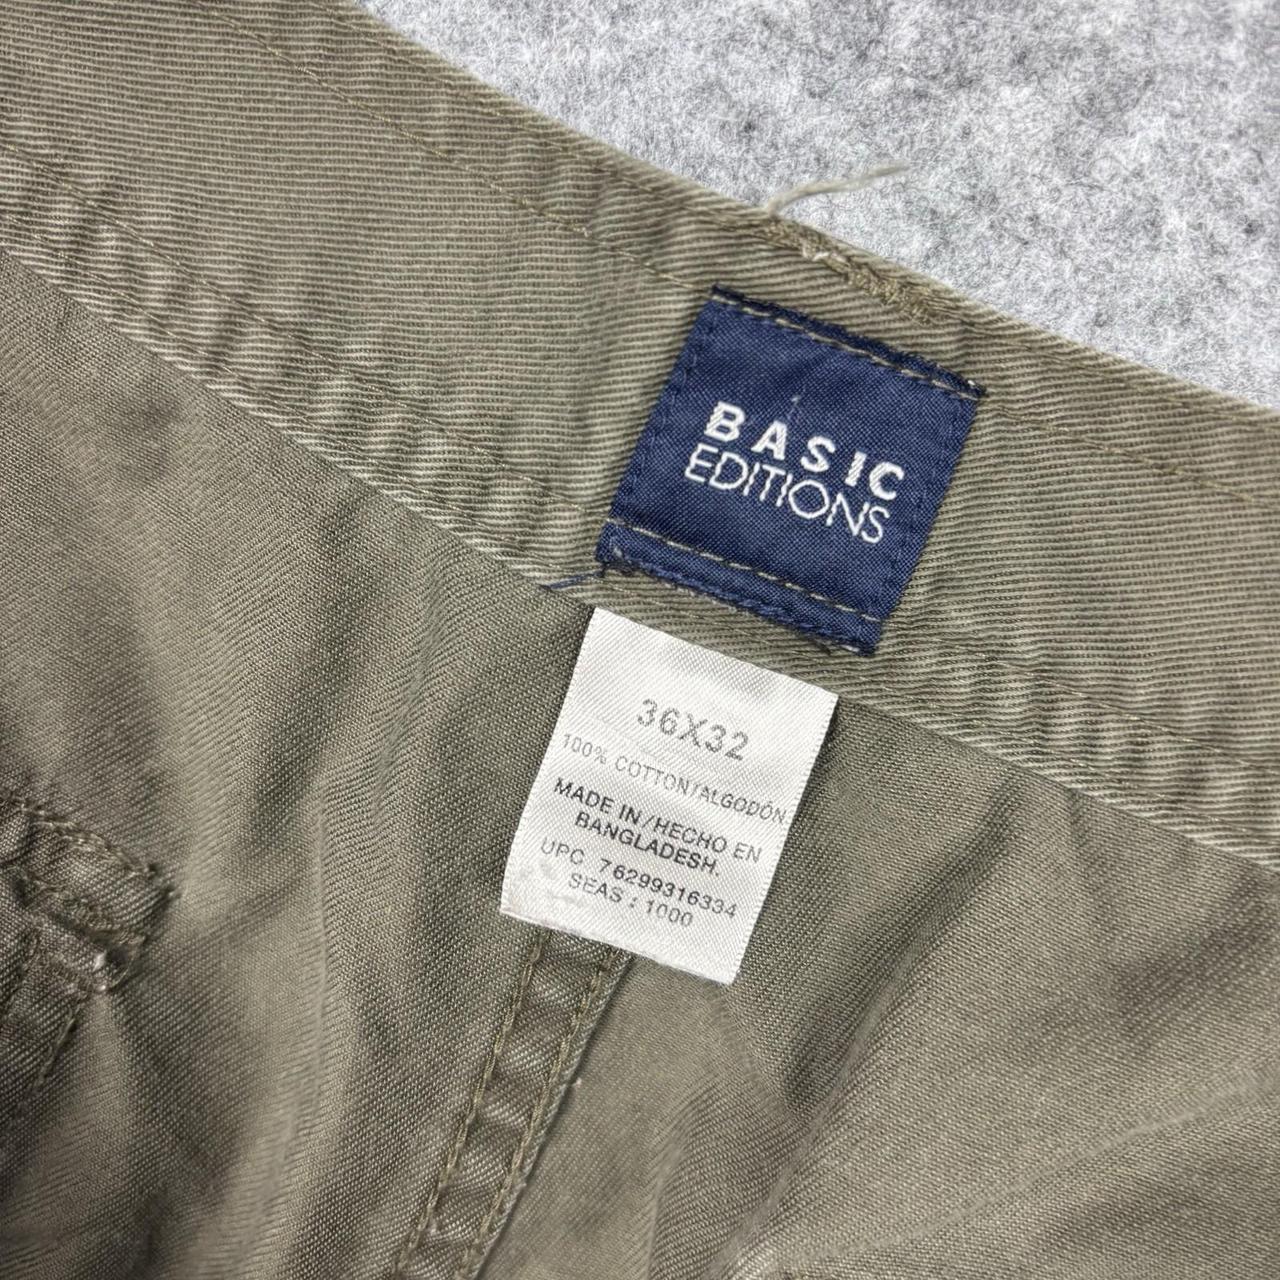 BASIC
EDITIONS
36X32
100% COTTON/ALGODÓN
MADE IN/HECHO EN
BANGLADESH.
UPC 76299316334
SEAS : 1000